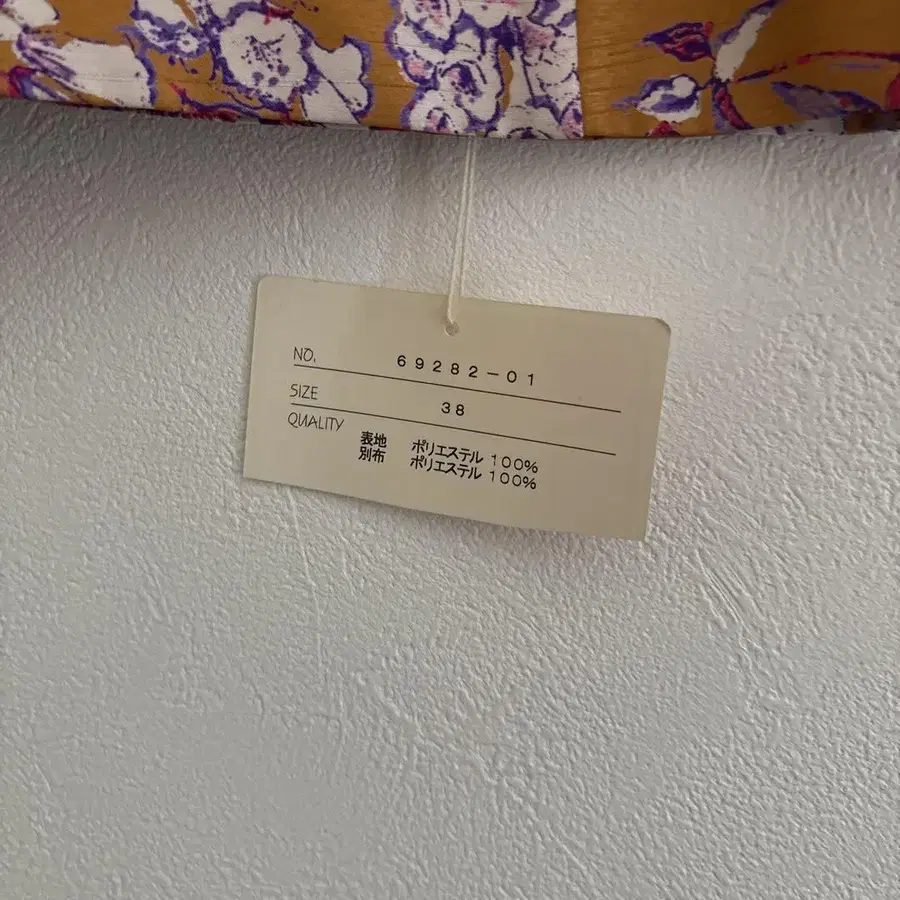 NO. 69282-01
SIZE 38
QUALITY
表地 ポリエステル 100%
別布 ポリエステル 100%